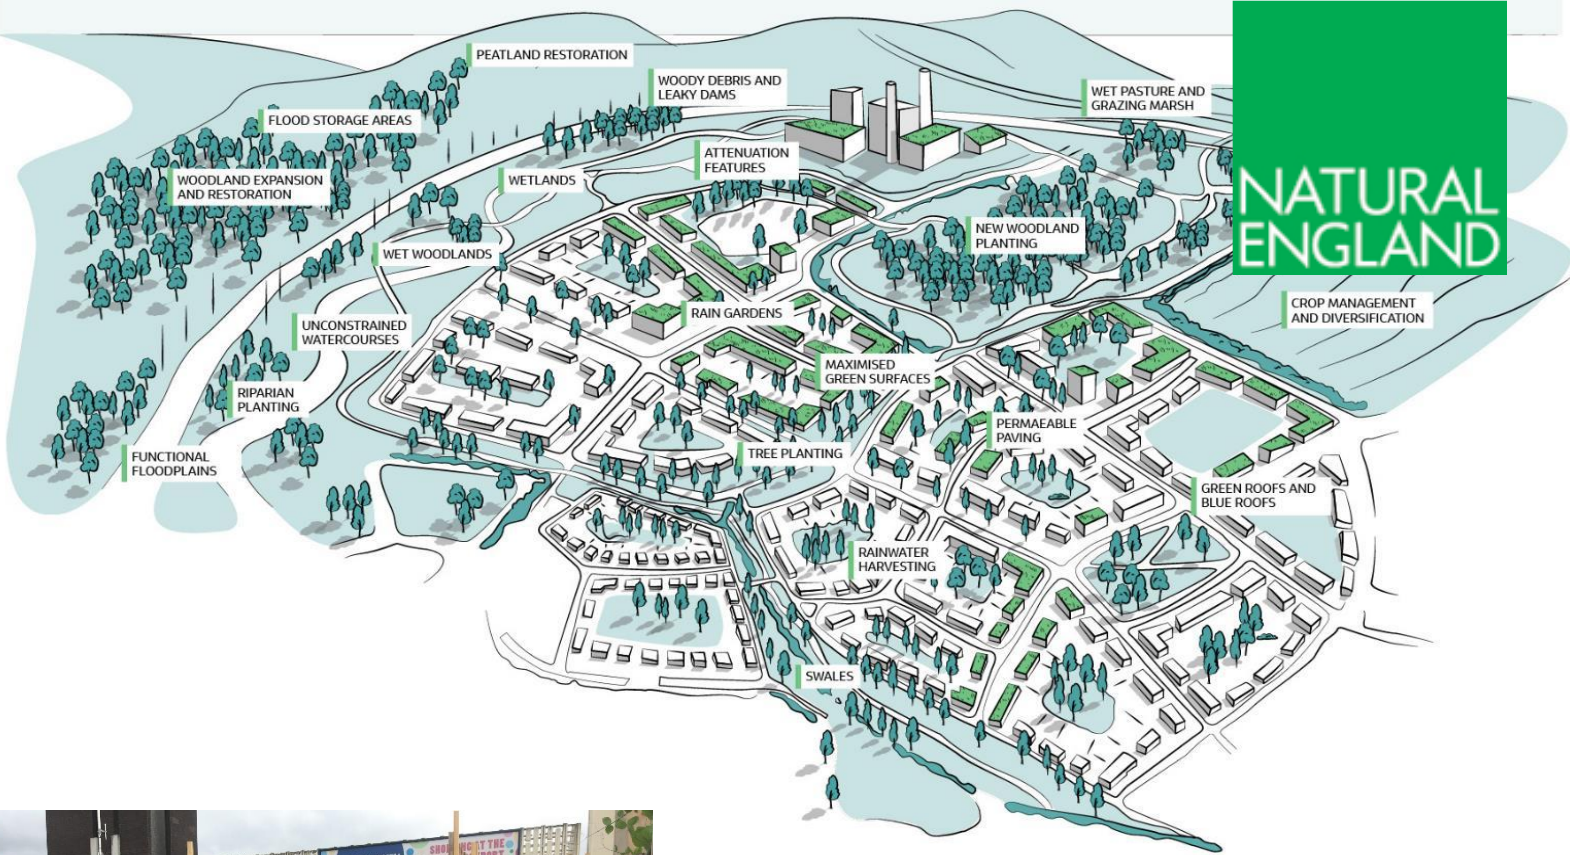 PEATLAND RESTORATION
WOODY DEBRIS AND
LEAKY DAMS
WET PASTURE AND
GRAZING MARSH
FLOOD STORAGE AREAS
ATTENUATION
FEATURES
WOODLAND EXPANSION
AND RESTORATION
WETLANDS
NATURAL
ENGLAND
NEW WOODLAND
PLANTING
WET WOODLANDS
CROP MANAGEMENT
AND DIVERSIFICATION
RAIN GARDENS
UNCONSTRAINED
WATERCOURSES
MAXIMISED
GREEN SURFACES
RIPARIAN
PLANTING
PERMAEABLE
PAVING
FUNCTIONAL
FLOODPLAINS
TREE PLANTING
GREEN ROOFS AND
BLUE ROOFS
RAINWATER
HARVESTING
SWALES
AT THE